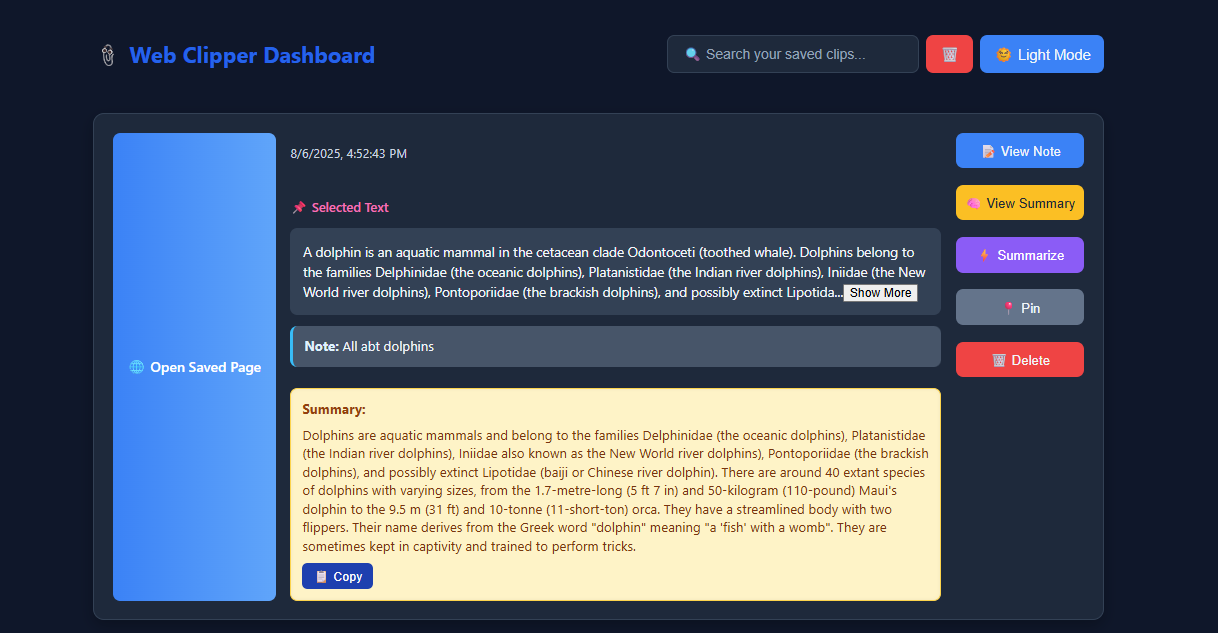 Web Clipper Dashboard
Search your saved clips...
Light Mode
Open Saved Page
8/6/2025, 4:52:43 PM
Selected Text
A dolphin is an aquatic mammal in the cetacean clade Odontoceti (toothed whale). Dolphins belong to
the families Delphinidae (the oceanic dolphins), Platanistidae (the Indian river dolphins), Iniidae (the New
World river dolphins), Pontoporiidae (the brackish dolphins), and possibly extinct Lipotida...Show More
Note: All abt dolphins
Summary:
Dolphins are aquatic mammals and belong to the families Delphinidae (the oceanic dolphins), Platanistidae
(the Indian river dolphins), Iniidae also known as the New World river dolphins), Pontoporiidae (the brackish
dolphins), and possibly extinct Lipotidae (baiji or Chinese river dolphin). There are around 40 extant species
of dolphins with varying sizes, from the 1.7-metre-long (5 ft 7 in) and 50-kilogram (110-pound) Maui's
dolphin to the 9.5 m (31 ft) and 10-tonne (11-short-ton) orca. They have a streamlined body with two
flippers. Their name derives from the Greek word "dolphin" meaning "a 'fish' with a womb". They are
sometimes kept in captivity and trained to perform tricks.
Copy
View Note
View Summary
Summarize
Pin
Delete